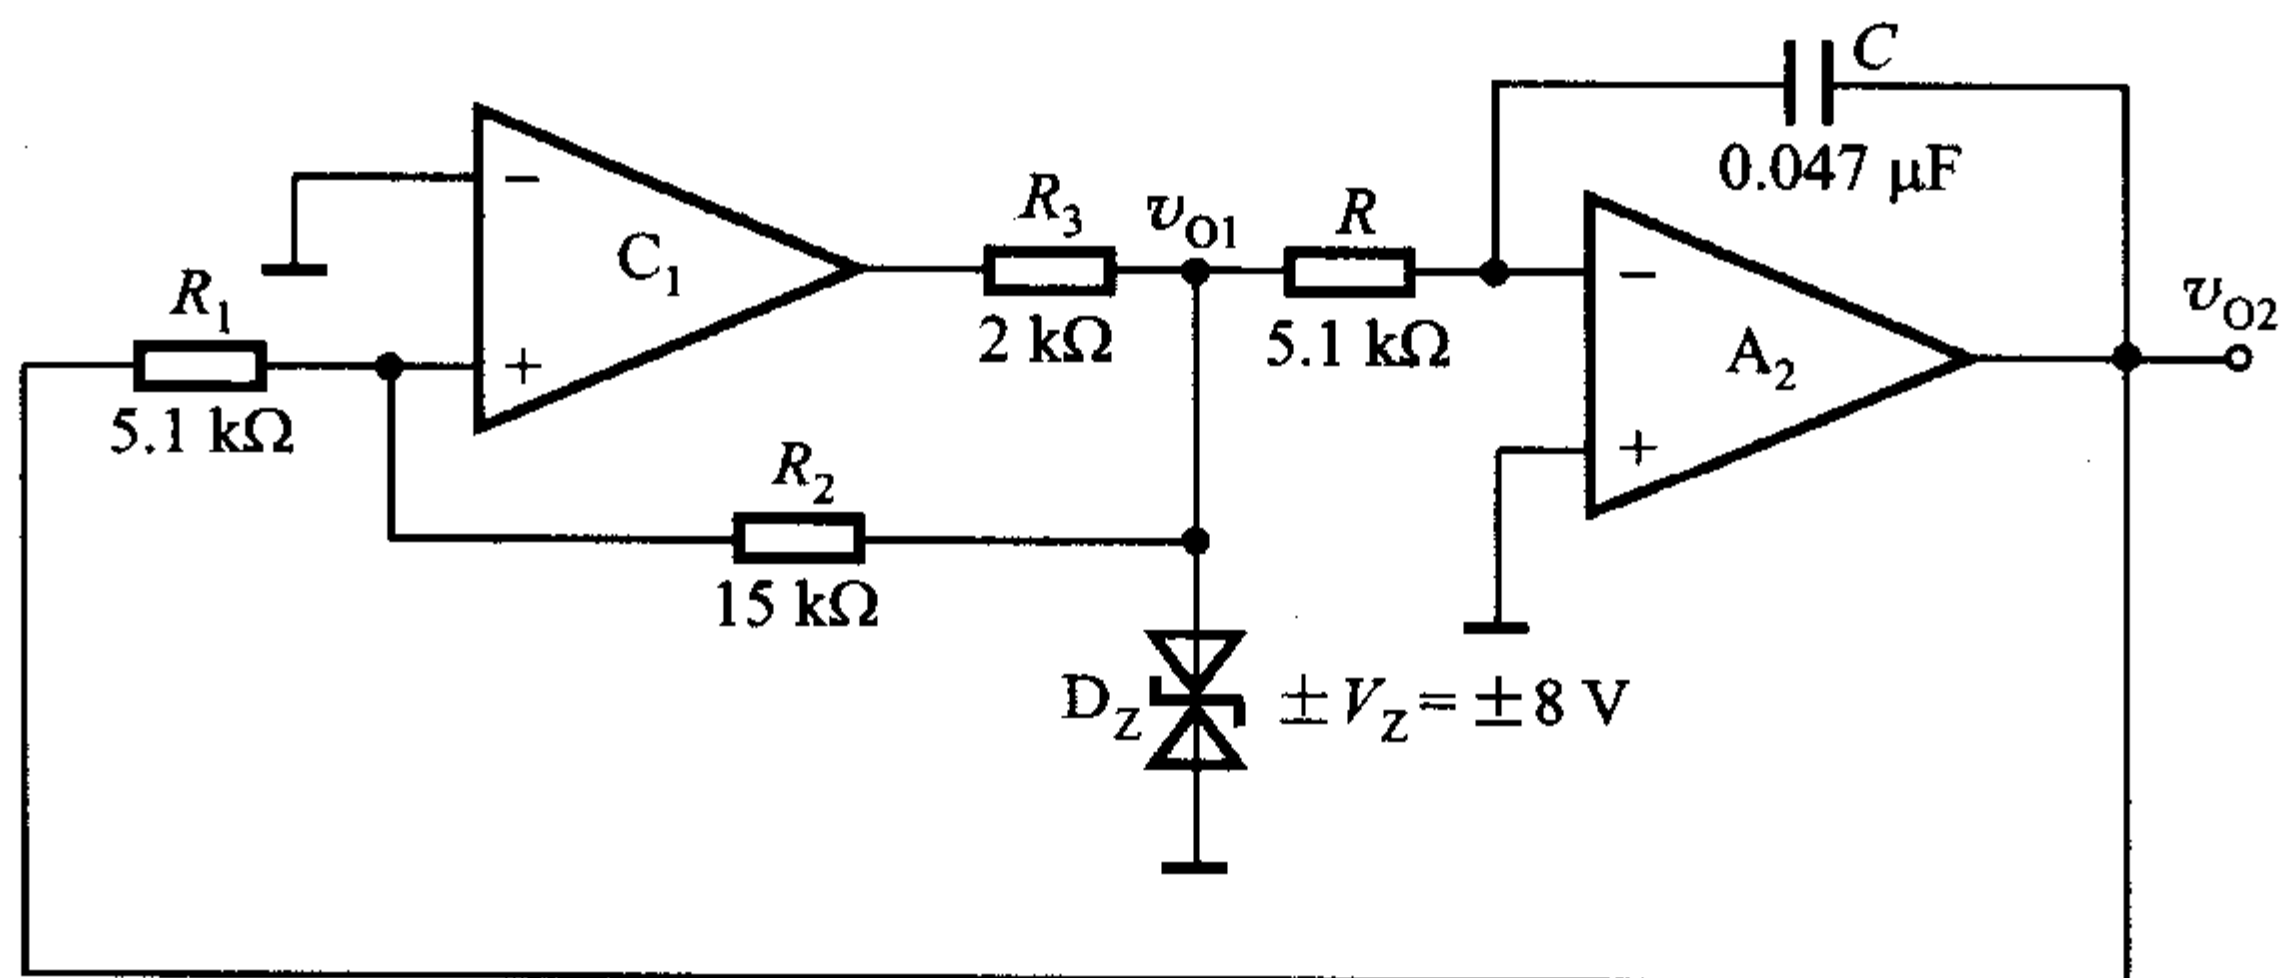 C
0.047 μF
−
C₁
+
R₁
5.1 kΩ
R₂
15 kΩ
R₃
2 kΩ
v_O1
R
5.1 kΩ
−
A₂
+
v_O2
D_Z ±V_Z = ±8 V